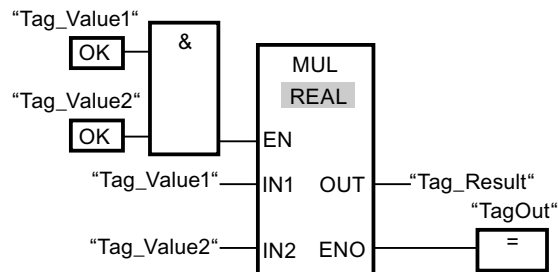 “Tag_Value1“
OK
&
“Tag_Value2“
OK
MUL
REAL
EN
“Tag_Value1“
IN1
OUT
“Tag_Result“
“TagOut“
=
“Tag_Value2“
IN2
ENO